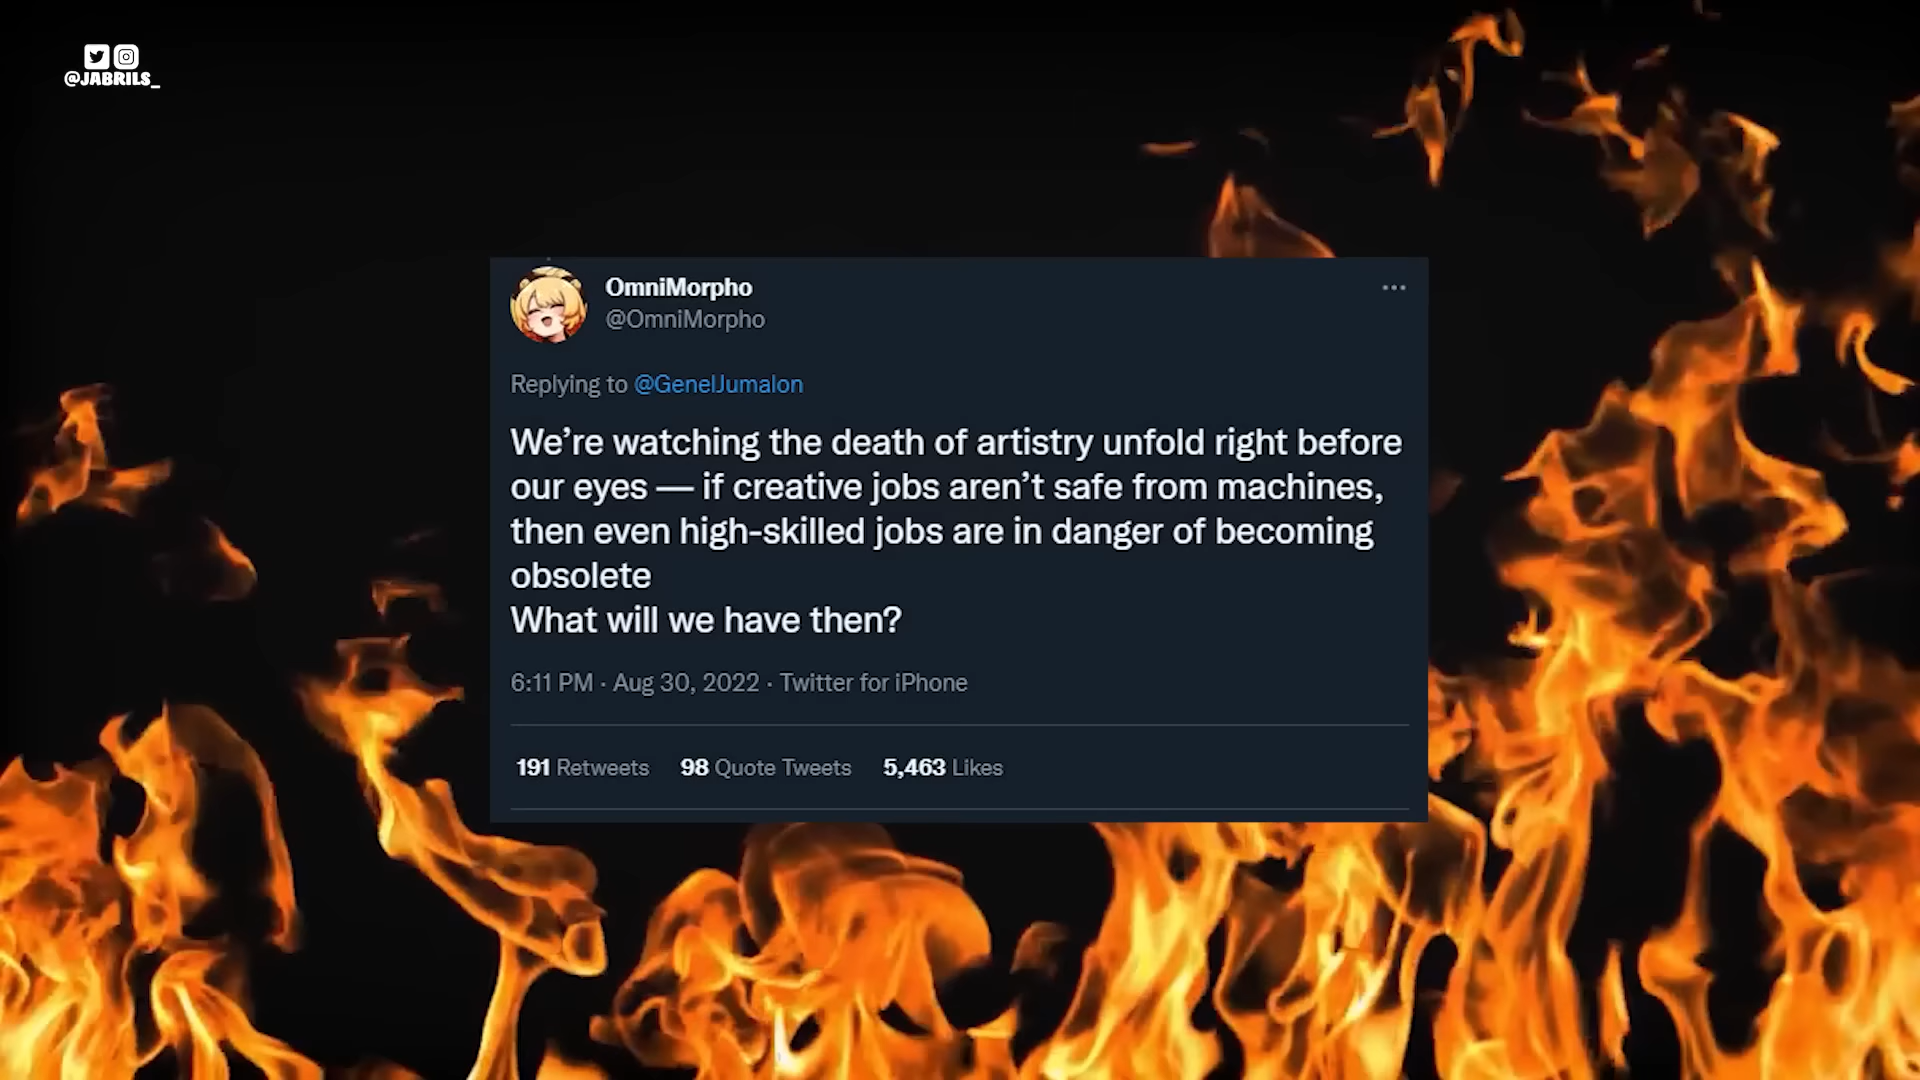 @JABRILS_
OmniMorpho
@OmniMorpho
Replying to @GenelJumalon
We’re watching the death of artistry unfold right before
our eyes — if creative jobs aren’t safe from machines,
then even high-skilled jobs are in danger of becoming
obsolete
What will we have then?
6:11 PM · Aug 30, 2022 · Twitter for iPhone
191 Retweets 98 Quote Tweets 5,463 Likes